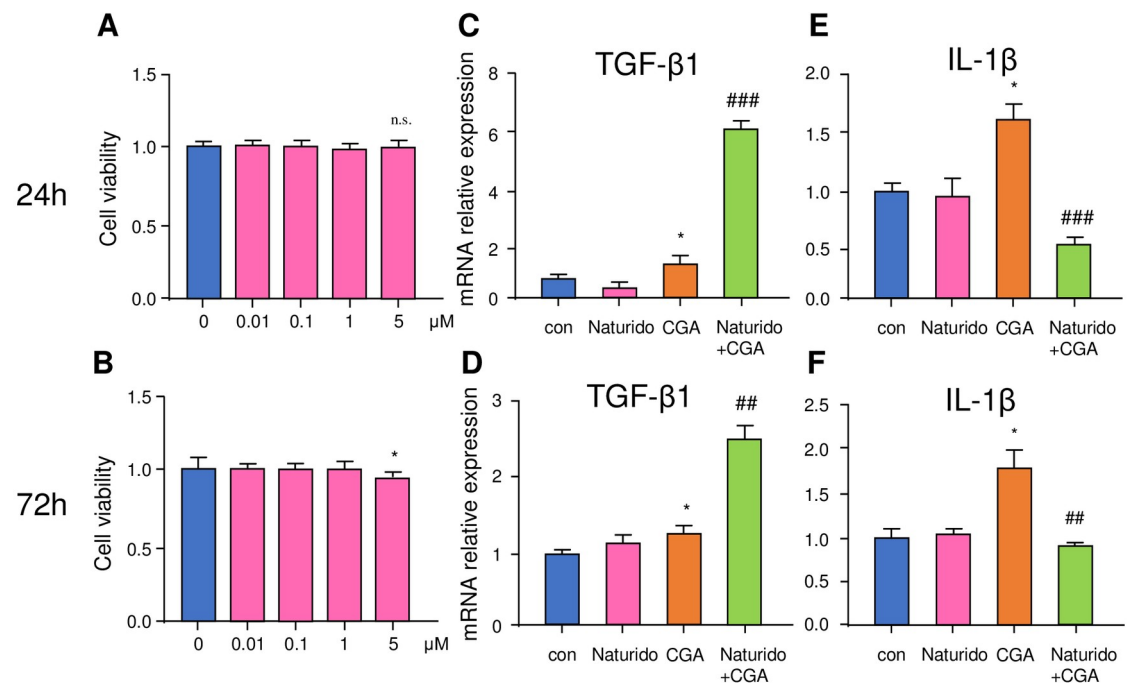 A
1.5
1.0
0.5
0.0
Cell viability
n.s.
0 0.01 0.1 1 5 µM
24h
C
TGF-β1
8
6
4
2
0
mRNA relative expression
*
###
con Naturido CGA Naturido
+CGA
E
IL-1β
2.0
1.5
1.0
0.5
0.0
*
###
con Naturido CGA Naturido
+CGA
B
1.5
1.0
0.5
0.0
Cell viability
*
0 0.01 0.1 1 5 µM
72h
D
TGF-β1
3
2
1
0
mRNA relative expression
*
##
con Naturido CGA Naturido
+CGA
F
IL-1β
2.5
2.0
1.5
1.0
0.5
0.0
*
##
con Naturido CGA Naturido
+CGA